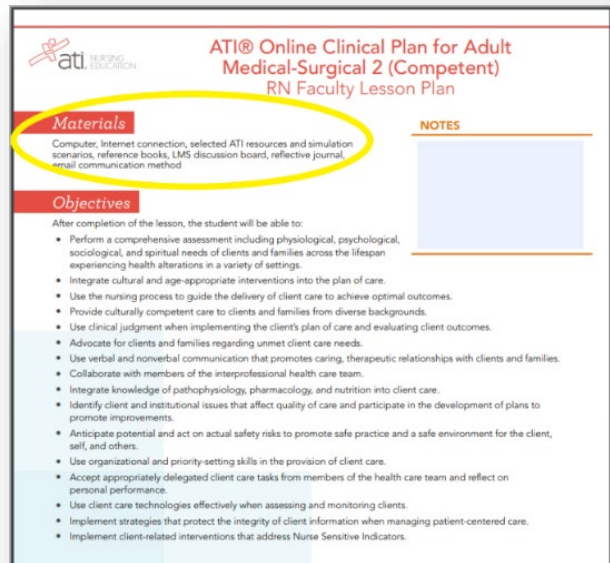 ati. NURSING
EDUCATION
ATI® Online Clinical Plan for Adult
Medical-Surgical 2 (Competent)
RN Faculty Lesson Plan
Materials
Computer, Internet connection, selected ATI resources and simulation
scenarios, reference books, LMS discussion board, reflective journal,
email communication method
NOTES
Objectives
After completion of the lesson, the student will be able to:
• Perform a comprehensive assessment including physiological, psychological,
sociological, and spiritual needs of clients and families across the lifespan
experiencing health alterations in a variety of settings.
• Integrate cultural and age-appropriate interventions into the plan of care.
• Use the nursing process to guide the delivery of client care to achieve optimal outcomes.
• Provide culturally competent care to clients and families from diverse backgrounds.
• Use clinical judgment when implementing the client's plan of care and evaluating client outcomes.
• Advocate for clients and families regarding unmet client care needs.
• Use verbal and nonverbal communication that promotes caring, therapeutic relationships with clients and families.
• Collaborate with members of the interprofessional health care team.
• Integrate knowledge of pathophysiology, pharmacology, and nutrition into client care.
• Identify client and institutional issues that affect quality of care and participate in the development of plans to
promote improvements.
• Anticipate potential and act on actual safety risks to promote safe practice and a safe environment for the client,
self, and others.
• Use organizational and priority-setting skills in the provision of client care.
• Accept appropriately delegated client care tasks from members of the health care team and reflect on
personal performance.
• Use client care technologies effectively when assessing and monitoring clients.
• Implement strategies that protect the integrity of client information when managing patient-centered care.
• Implement client-related interventions that address Nurse Sensitive Indicators.